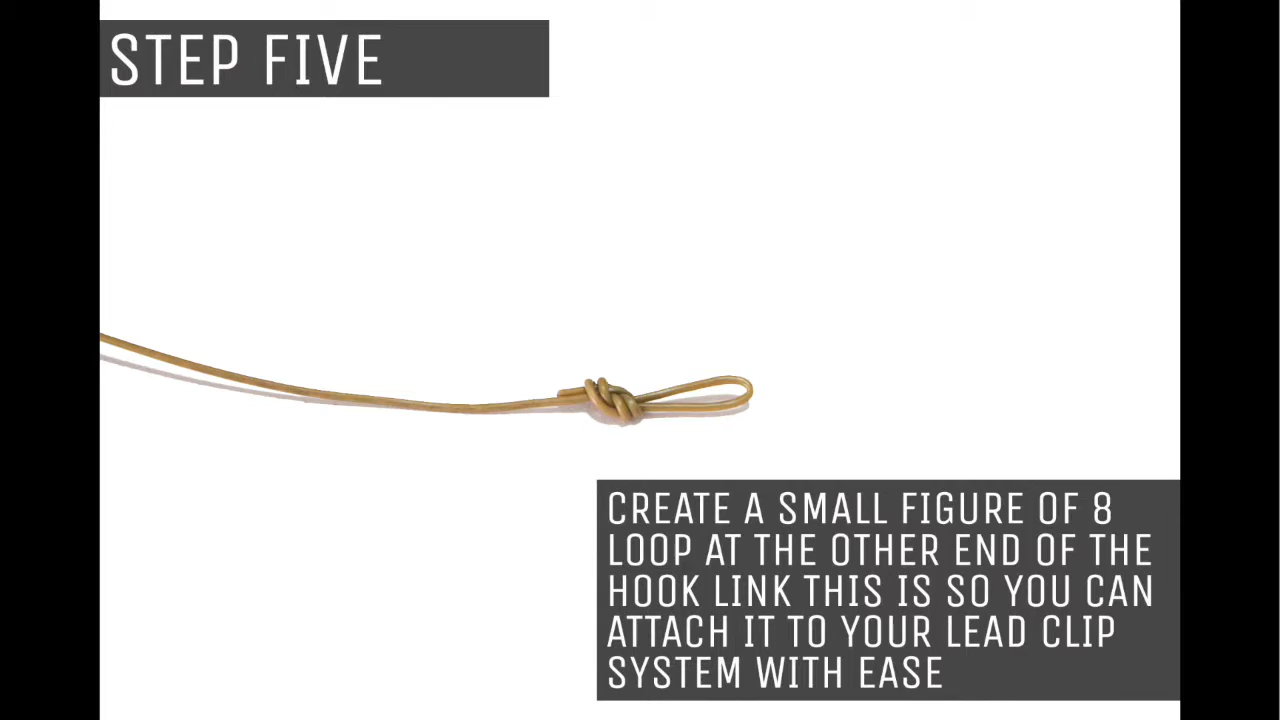 STEP FIVE
CREATE A SMALL FIGURE OF 8
LOOP AT THE OTHER END OF THE
HOOK LINK THIS IS SO YOU CAN
ATTACH IT TO YOUR LEAD CLIP
SYSTEM WITH EASE